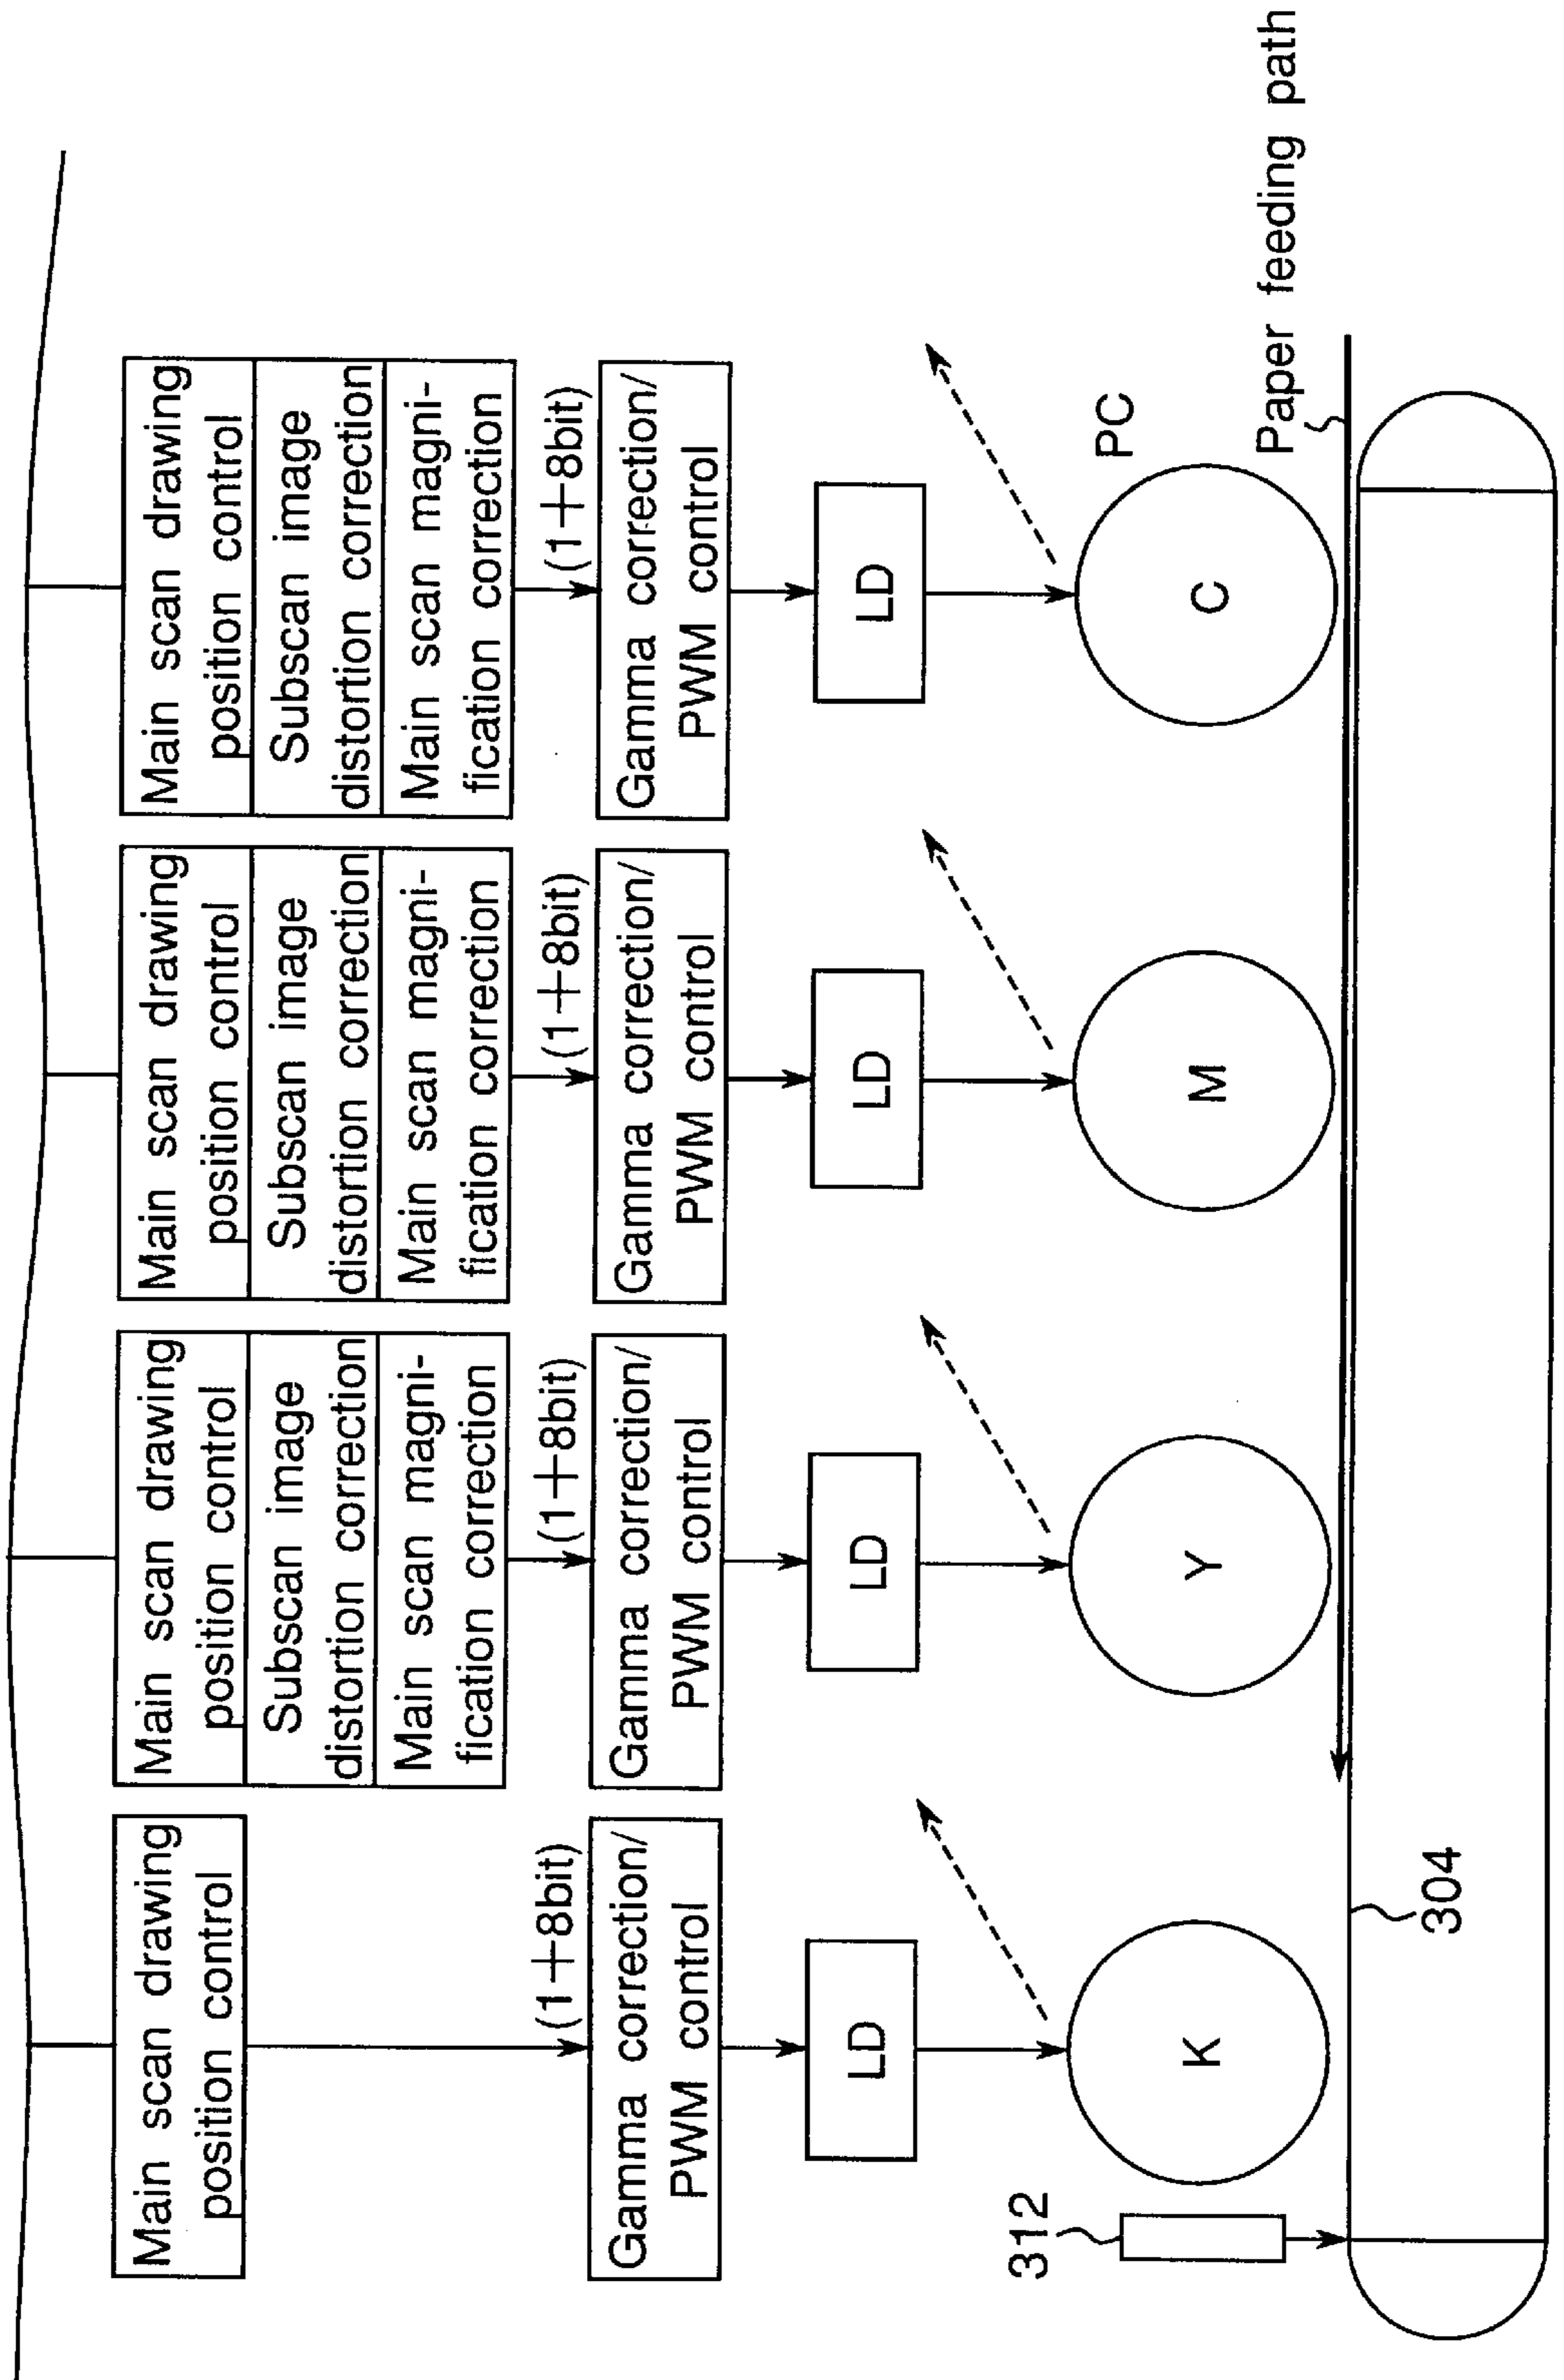 Main scan drawing
position control
(1+8bit)
Gamma correction/
PWM control
LD
K
312
304
Main scan drawing
position control
Subscan image
distortion correction
Main scan magni-
fication correction
(1+8bit)
Gamma correction/
PWM control
LD
Y
Main scan drawing
position control
Subscan image
distortion correction
Main scan magni-
fication correction
(1+8bit)
Gamma correction/
PWM control
LD
M
Main scan drawing
position control
Subscan image
distortion correction
Main scan magni-
fication correction
(1+8bit)
Gamma correction/
PWM control
LD
C
PC
Paper feeding path